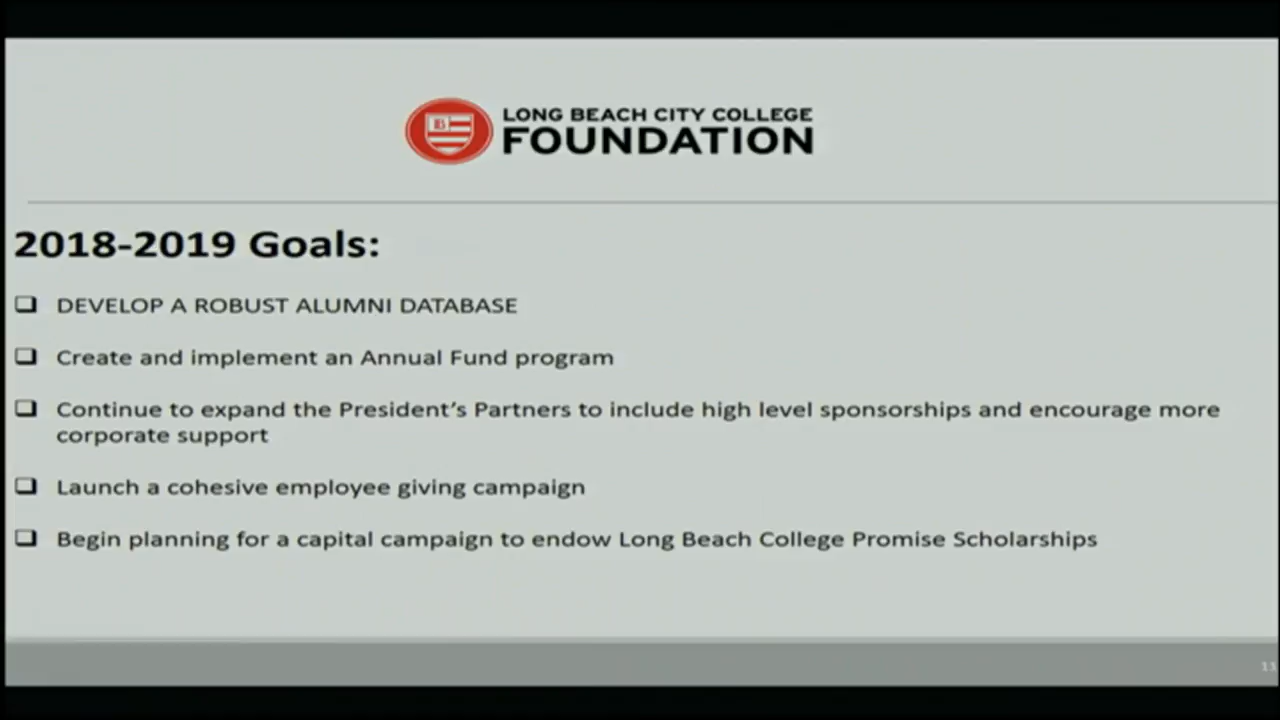 LONG BEACH CITY COLLEGE
FOUNDATION
2018-2019 Goals:
❑ DEVELOP A ROBUST ALUMNI DATABASE
❑ Create and implement an Annual Fund program
❑ Continue to expand the President’s Partners to include high level sponsorships and encourage more
corporate support
❑ Launch a cohesive employee giving campaign
❑ Begin planning for a capital campaign to endow Long Beach College Promise Scholarships
13